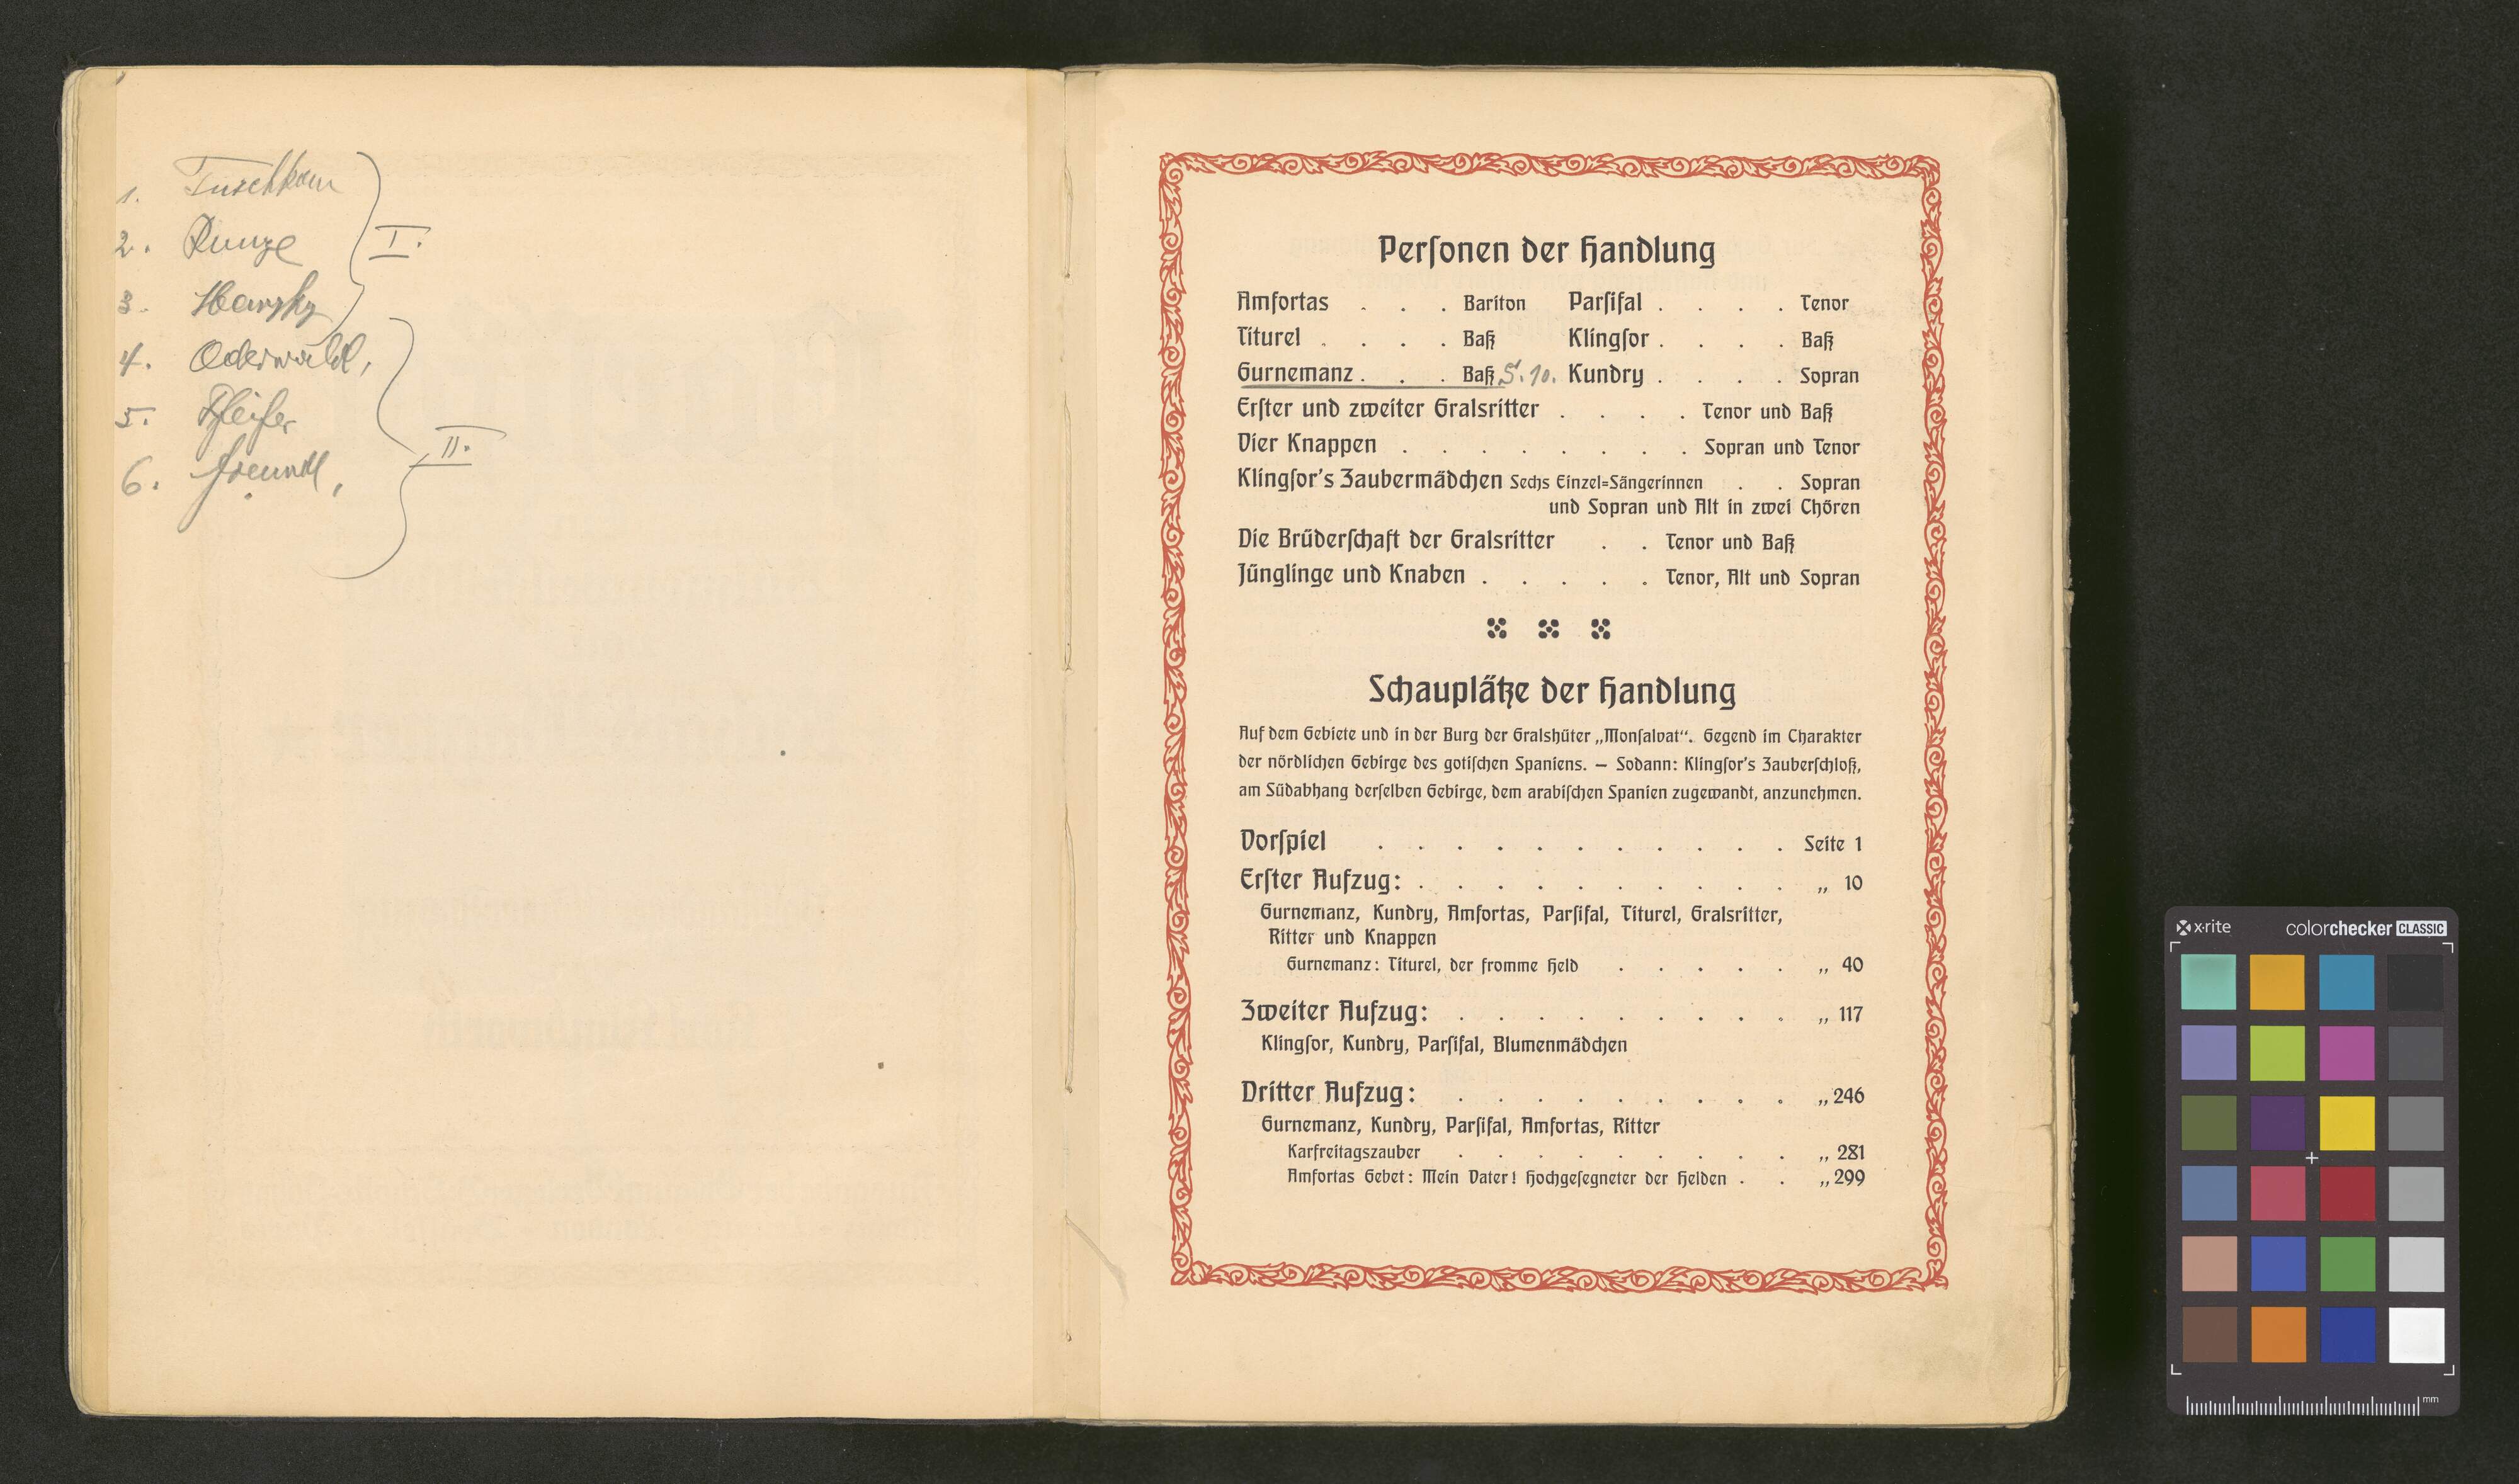 1. Tuschkau
2. Runze
3. Hanzky
I.
4. Oderwald,
5. Pfeifer
II.
6. Freundl,
Perſonen der Handlung
Amfortas . . . Bariton Parſifal . . . . Tenor
Titurel . . . . Baß Klingſor . . . . Baß
Gurnemanz . . . Baß S. 10. Kundry . . . . Sopran
Erſter und zweiter Gralsritter . . . . Tenor und Baß
Vier Knappen . . . . . . . . Sopran und Tenor
Klingſor's Zaubermädchen Sechs Einzel=Sängerinnen . . Sopran
und Sopran und Alt in zwei Chören
Die Brüderſchaft der Gralsritter . . Tenor und Baß
Jünglinge und Knaben . . . . . Tenor, Alt und Sopran
Schauplätze der Handlung
Auf dem Gebiete und in der Burg der Gralshüter „Monſalvat“. Gegend im Charakter
der nördlichen Gebirge des gotiſchen Spaniens. — Sodann: Klingſor's Zauberſchloß,
am Südabhang derſelben Gebirge, dem arabiſchen Spanien zugewandt, anzunehmen.
Vorſpiel . . . . . . . . . . . Seite 1
Erſter Aufzug: . . . . . . . . . . „ 10
Gurnemanz, Kundry, Amfortas, Parſifal, Titurel, Gralsritter,
Ritter und Knappen
Gurnemanz: Titurel, der fromme Held . . . . . „ 40
Zweiter Aufzug: . . . . . . . . . „ 117
Klingſor, Kundry, Parſifal, Blumenmädchen
Dritter Aufzug: . . . . . . . . . „ 246
Gurnemanz, Kundry, Parſifal, Amfortas, Ritter
Karfreitagszauber . . . . . . . . . „ 281
Amfortas Gebet: Mein Vater! Hochgeſegneter der Helden . . „ 299
x·rite colorchecker CLASSIC
mm